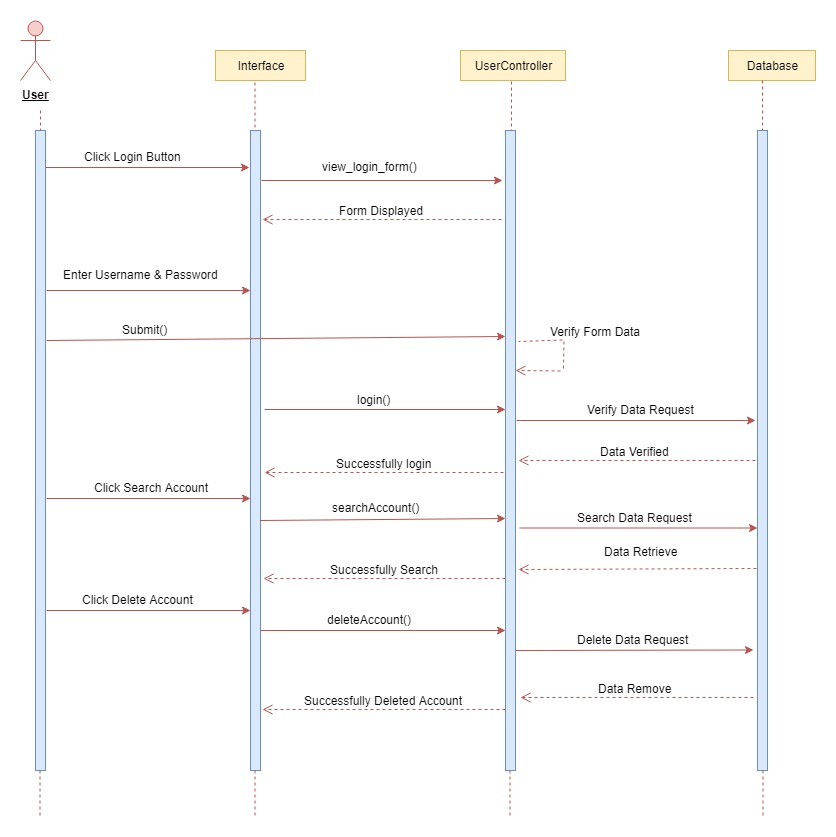 User
Interface
UserController
Database
Click Login Button
view_login_form()
Form Displayed
Enter Username & Password
Submit()
Verify Form Data
login()
Verify Data Request
Data Verified
Successfully login
Click Search Account
searchAccount()
Search Data Request
Data Retrieve
Successfully Search
Click Delete Account
deleteAccount()
Delete Data Request
Data Remove
Successfully Deleted Account